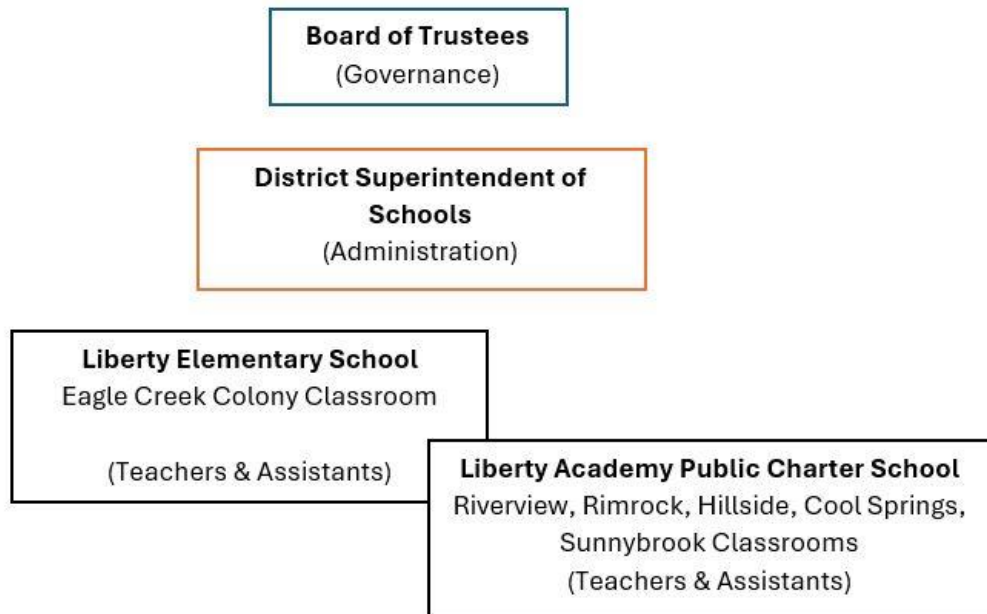 Board of Trustees
(Governance)
District Superintendent of
Schools
(Administration)
Liberty Elementary School
Eagle Creek Colony Classroom
(Teachers & Assistants)
Liberty Academy Public Charter School
Riverview, Rimrock, Hillside, Cool Springs,
Sunnybrook Classrooms
(Teachers & Assistants)